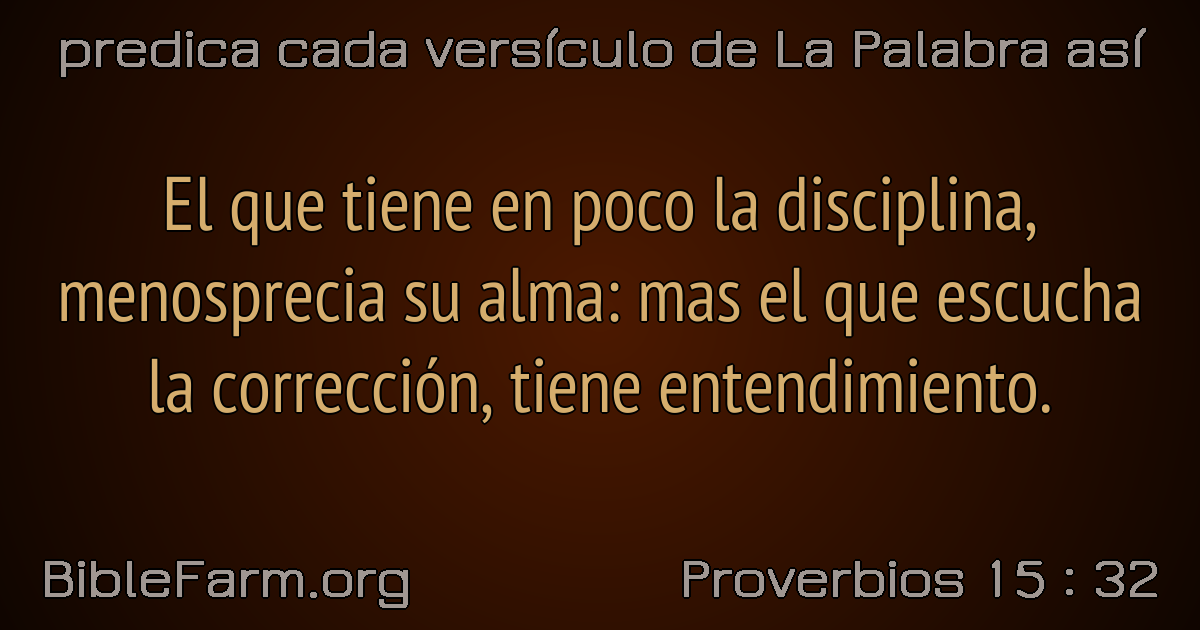 predica cada versículo de La Palabra así
El que tiene en poco la disciplina,
menosprecia su alma: mas el que escucha
la corrección, tiene entendimiento.
BibleFarm.org
Proverbios 15 : 32